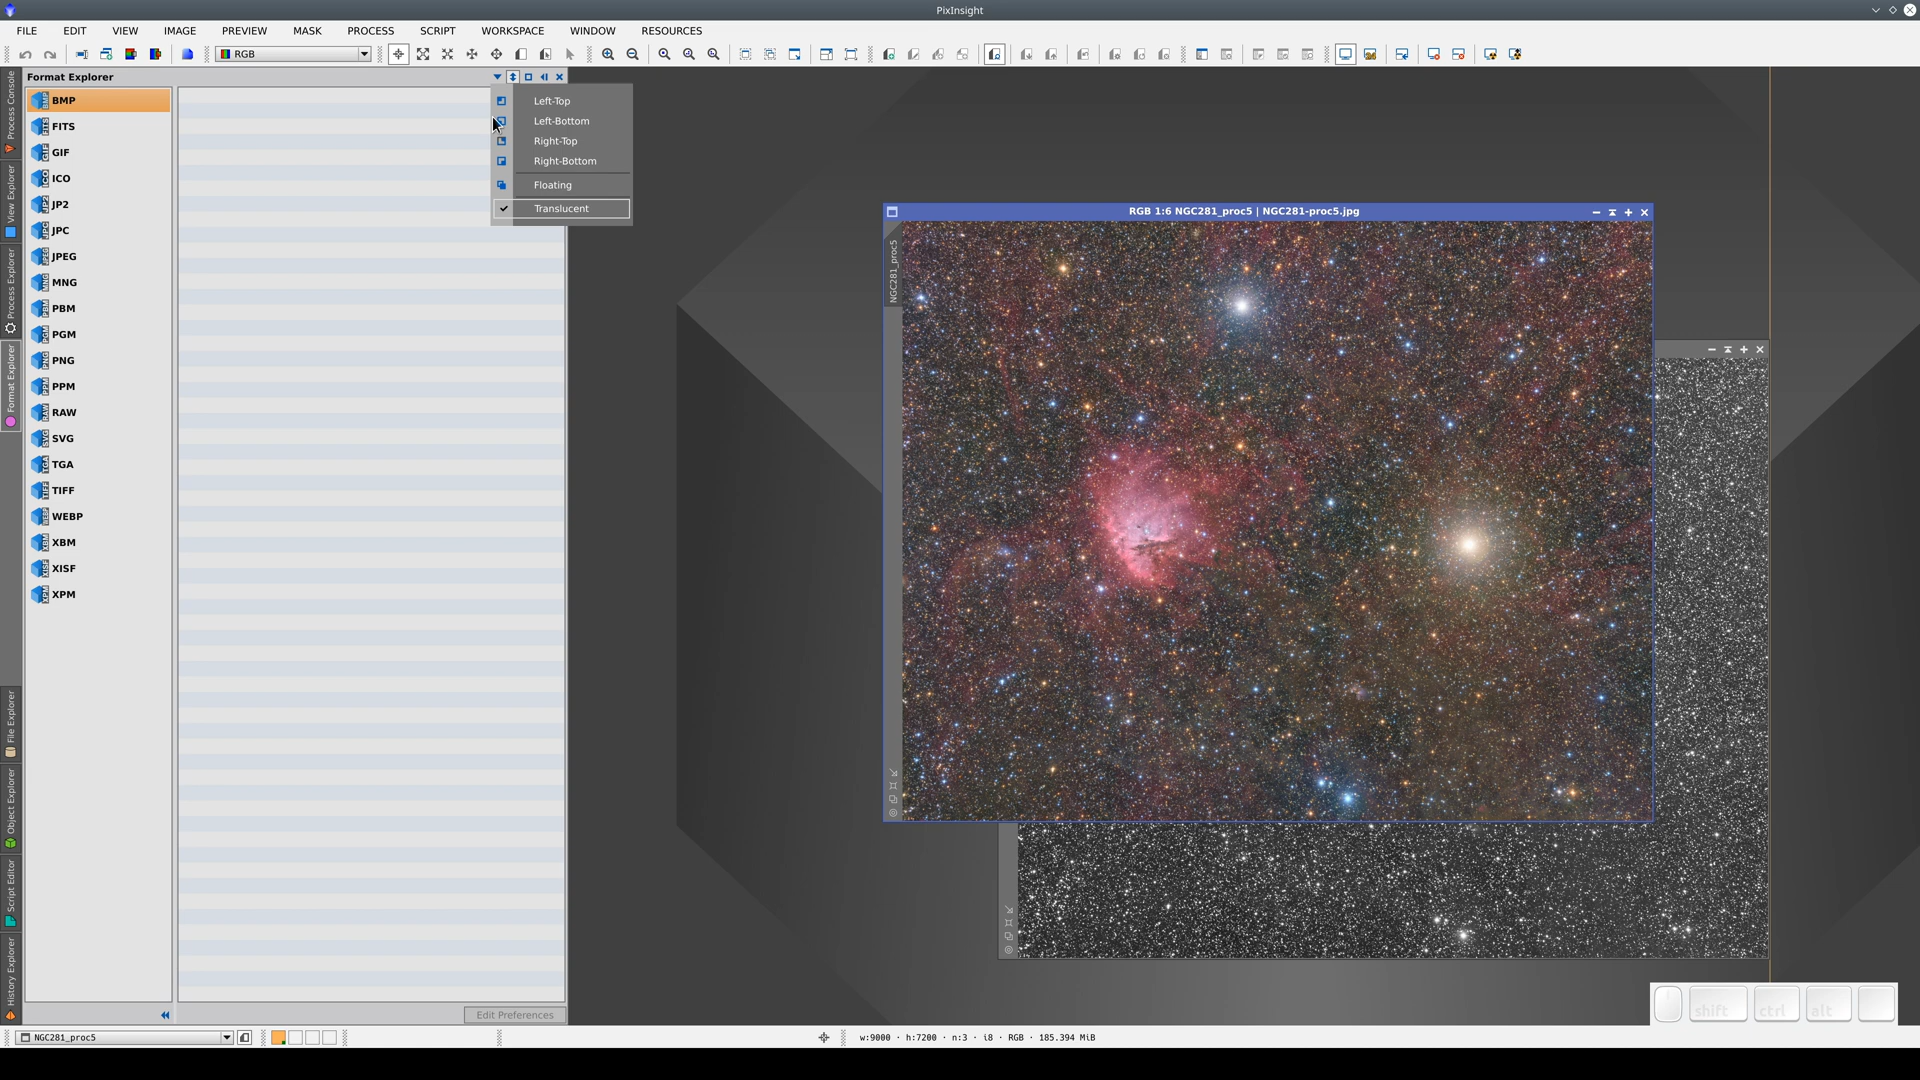 PixInsight
FILE EDIT VIEW IMAGE PREVIEW MASK PROCESS SCRIPT WORKSPACE WINDOW RESOURCES
RGB
Format Explorer
Process Console
View Explorer
Process Explorer
Format Explorer
File Explorer
Object Explorer
Script Editor
History Explorer
BMP
FITS
GIF
ICO
JP2
JPC
JPEG
MNG
PBM
PGM
PNG
PPM
RAW
SVG
TGA
TIFF
WEBP
XBM
XISF
XPM
Left-Top
Left-Bottom
Right-Top
Right-Bottom
Floating
Translucent
RGB 1:6 NGC281_proc5 | NGC281-proc5.jpg
NGC281_proc5
Edit Preferences
shift ctrl alt
NGC281_proc5
w:9000 · h:7200 · n:3 · i8 · RGB · 185.394 MiB